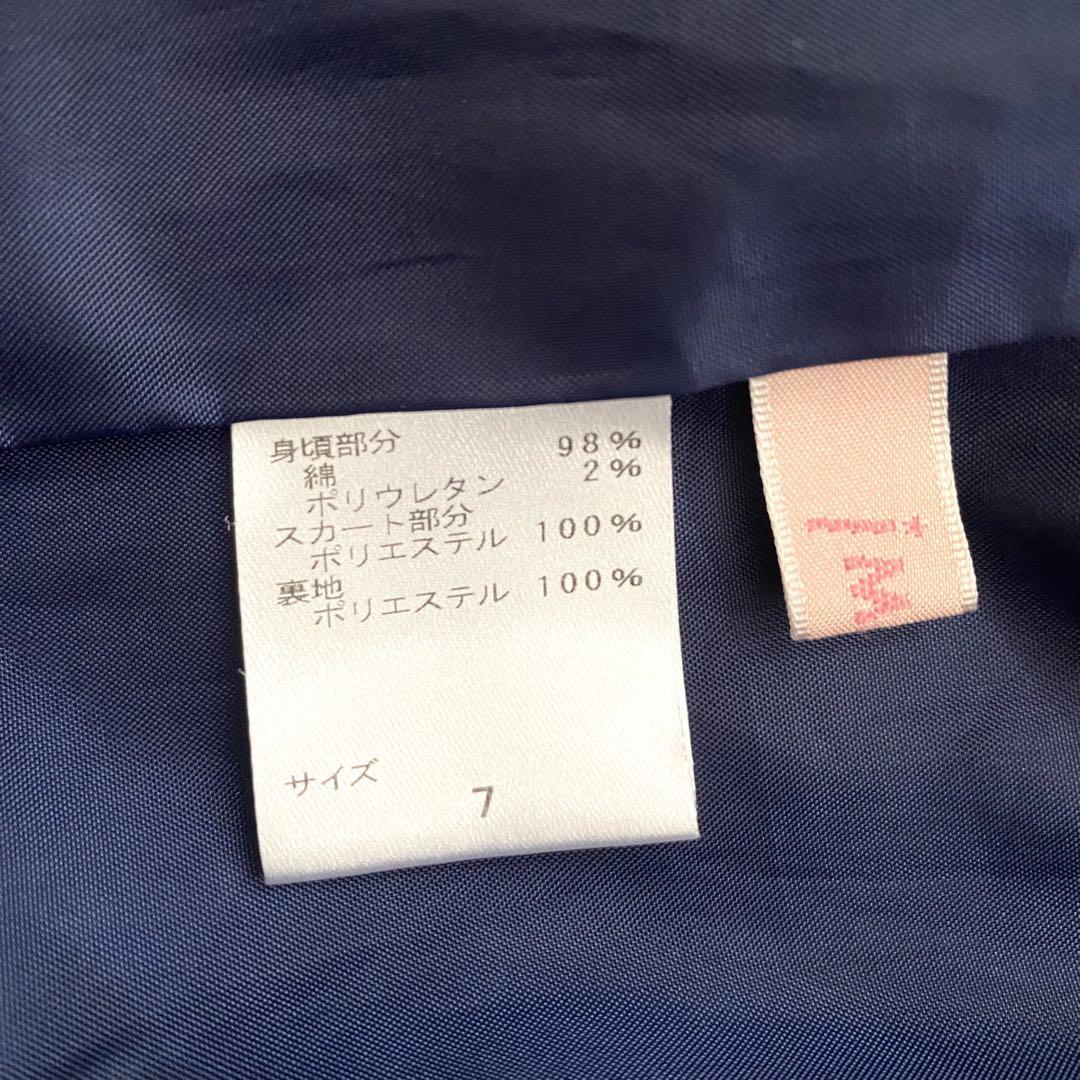 身頃部分
綿 98%
ポリウレタン 2%
スカート部分
ポリエステル 100%
裏地
ポリエステル 100%
サイズ
7
M